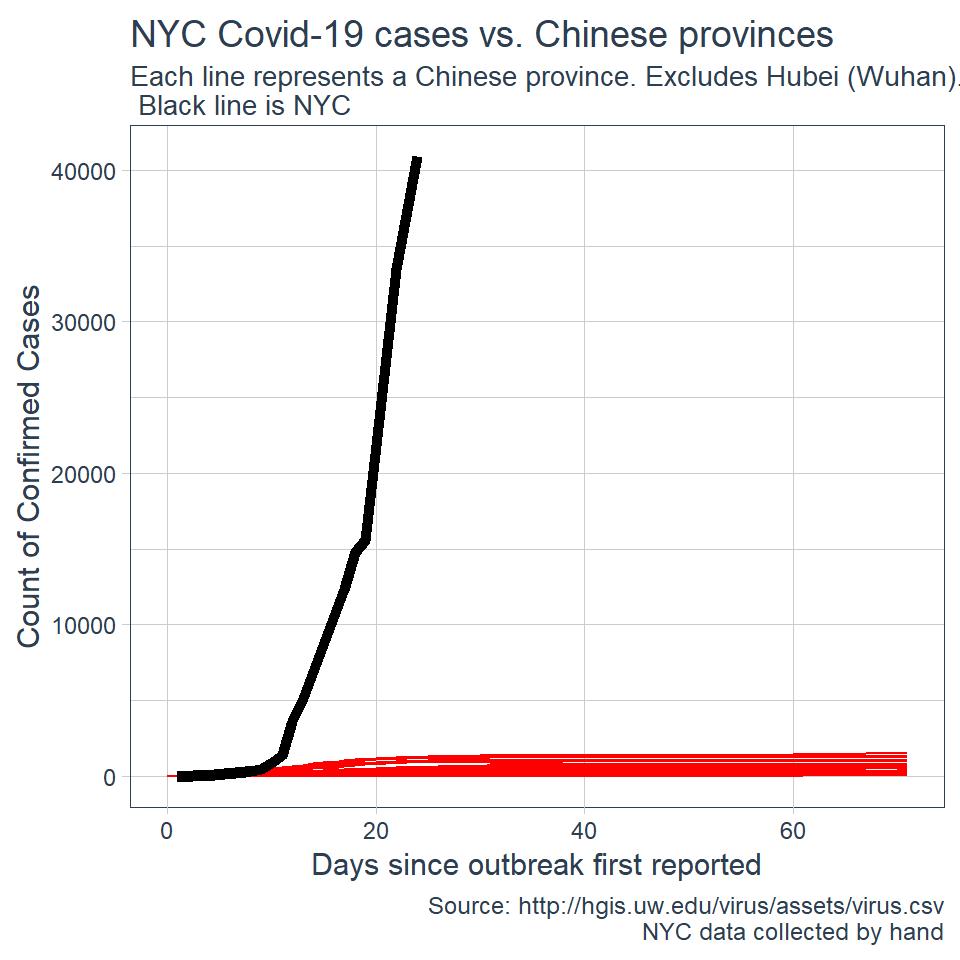 NYC Covid-19 cases vs. Chinese provinces
Each line represents a Chinese province. Excludes Hubei (Wuhan).
Black line is NYC
Count of Confirmed Cases
40000
30000
20000
10000
0
0 20 40 60
Days since outbreak first reported
Source: http://hgis.uw.edu/virus/assets/virus.csv
NYC data collected by hand